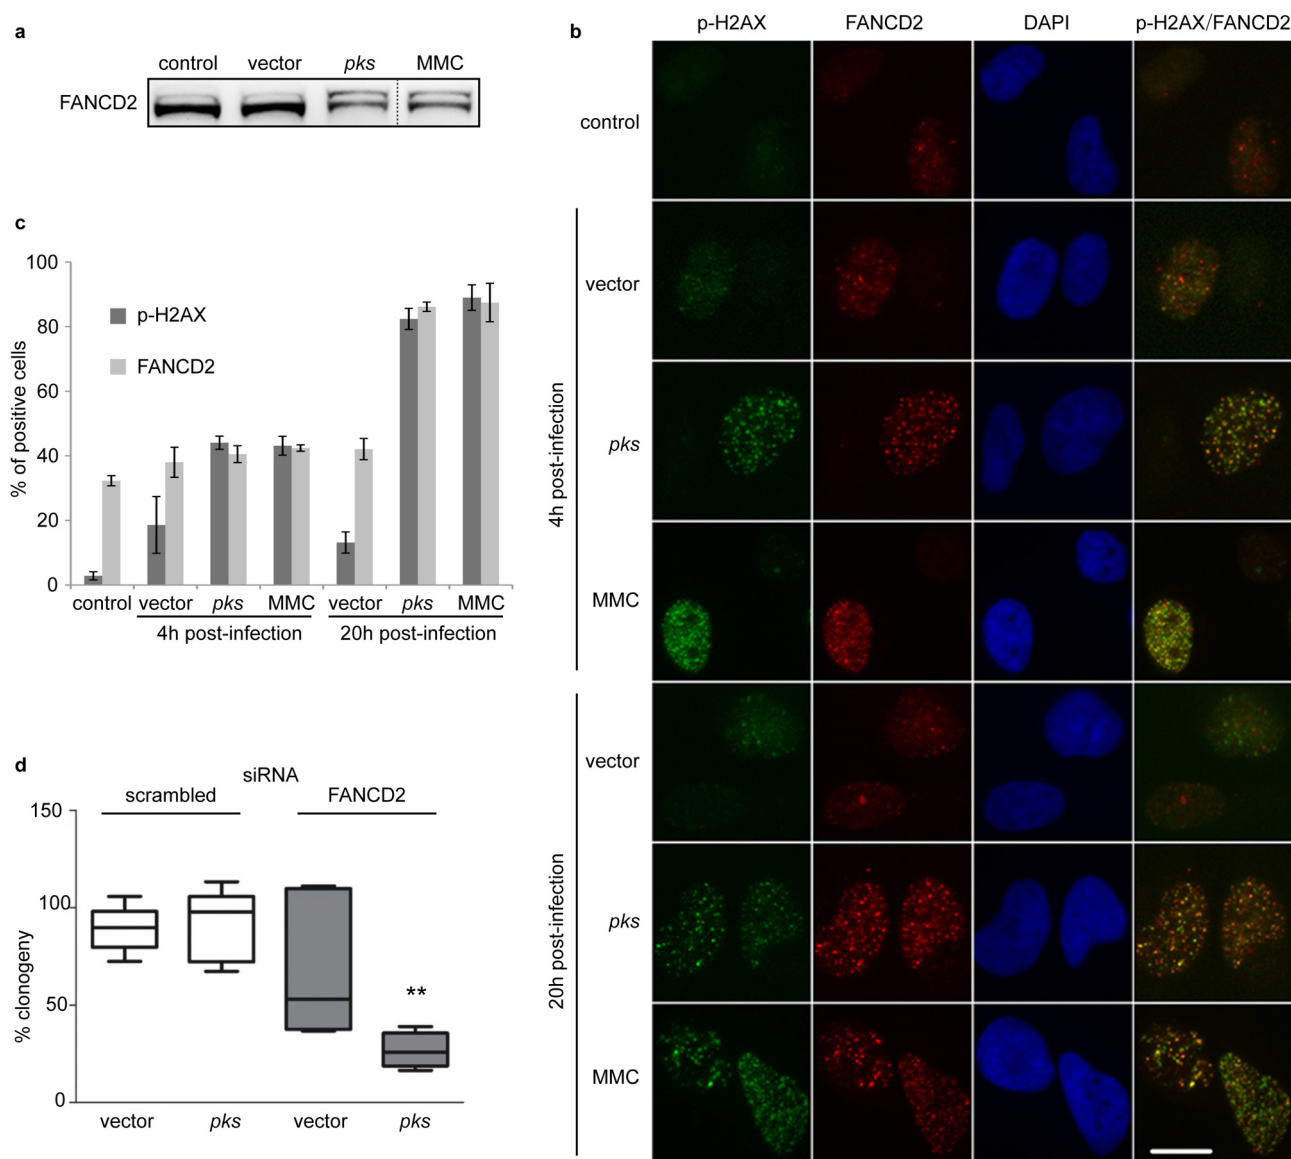 a
control vector pks MMC
FANCD2
b
p-H2AX FANCD2 DAPI p-H2AX/FANCD2
control
vector
pks
MMC
4h post-infection
vector
pks
MMC
20h post-infection
c
% of positive cells
100
80
60
40
20
0
p-H2AX
FANCD2
control vector pks MMC vector pks MMC
4h post-infection 20h post-infection
d
siRNA
scrambled FANCD2
% clonogeny
150
100
50
0
**
vector pks vector pks